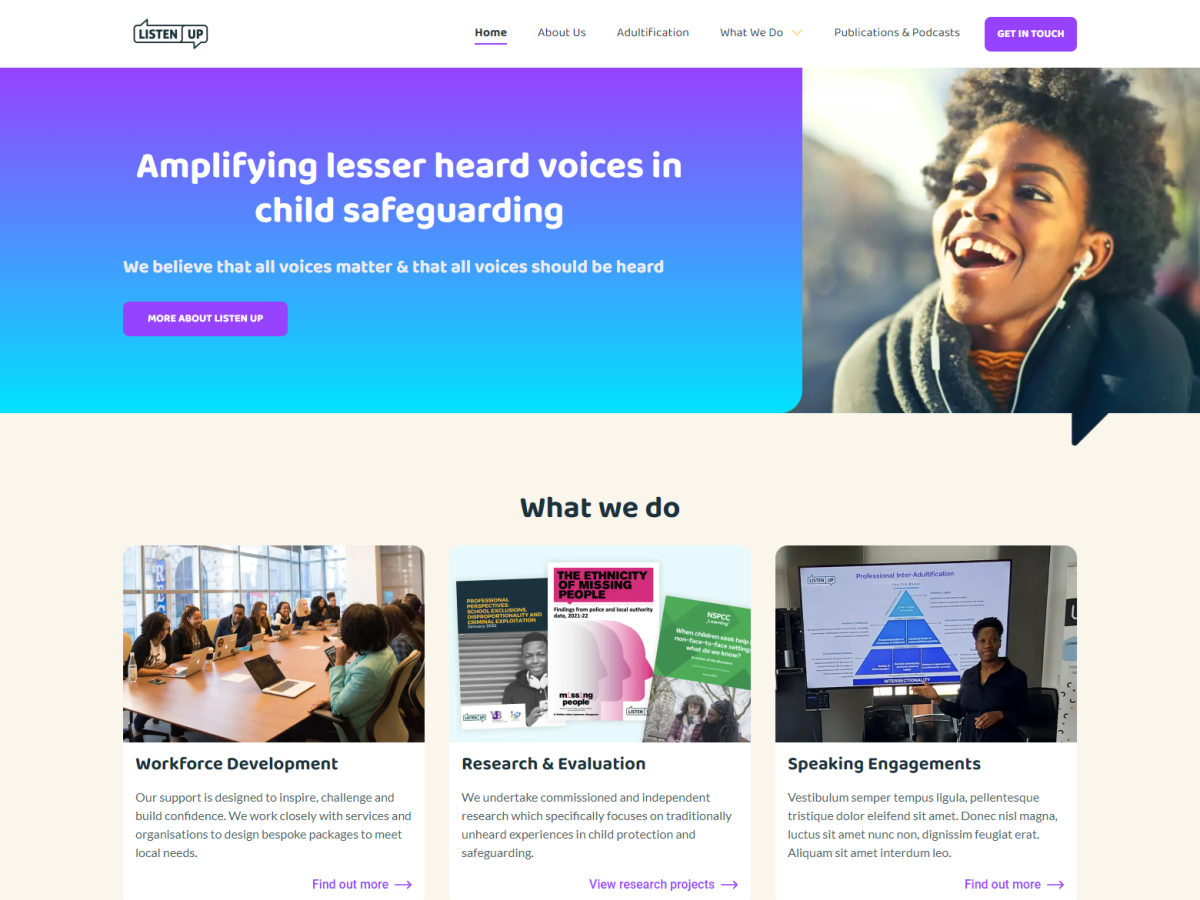 LISTEN UP
Home
About Us
Adultification
What We Do
Publications & Podcasts
GET IN TOUCH
Amplifying lesser heard voices in
child safeguarding
We believe that all voices matter & that all voices should be heard
MORE ABOUT LISTEN UP
What we do
PROFESSIONAL
PERSPECTIVES:
SCHOOL EXCLUSIONS,
DISPROPORTIONALITY AND
CRIMINAL EXPLOITATION
January 2022
LISTEN UP
THE ETHNICITY
OF MISSING
PEOPLE
Findings from police and local authority
data, 2021-22
missing
people
LISTEN
NSPCC
Learning
When children seek help
non-face-to-face settings
what do we know?
LISTEN UP
Professional Inter-Adultification
INTERSECTIONALITY
Workforce Development
Our support is designed to inspire, challenge and
build confidence. We work closely with services and
organisations to design bespoke packages to meet
local needs.
Find out more
Research & Evaluation
We undertake commissioned and independent
research which specifically focuses on traditionally
unheard experiences in child protection and
safeguarding.
View research projects
Speaking Engagements
Vestibulum semper tempus ligula, pellentesque
tristique dolor eleifend sit amet. Donec nisl magna,
luctus sit amet nunc non, dignissim feugiat erat.
Aliquam sit amet interdum leo.
Find out more